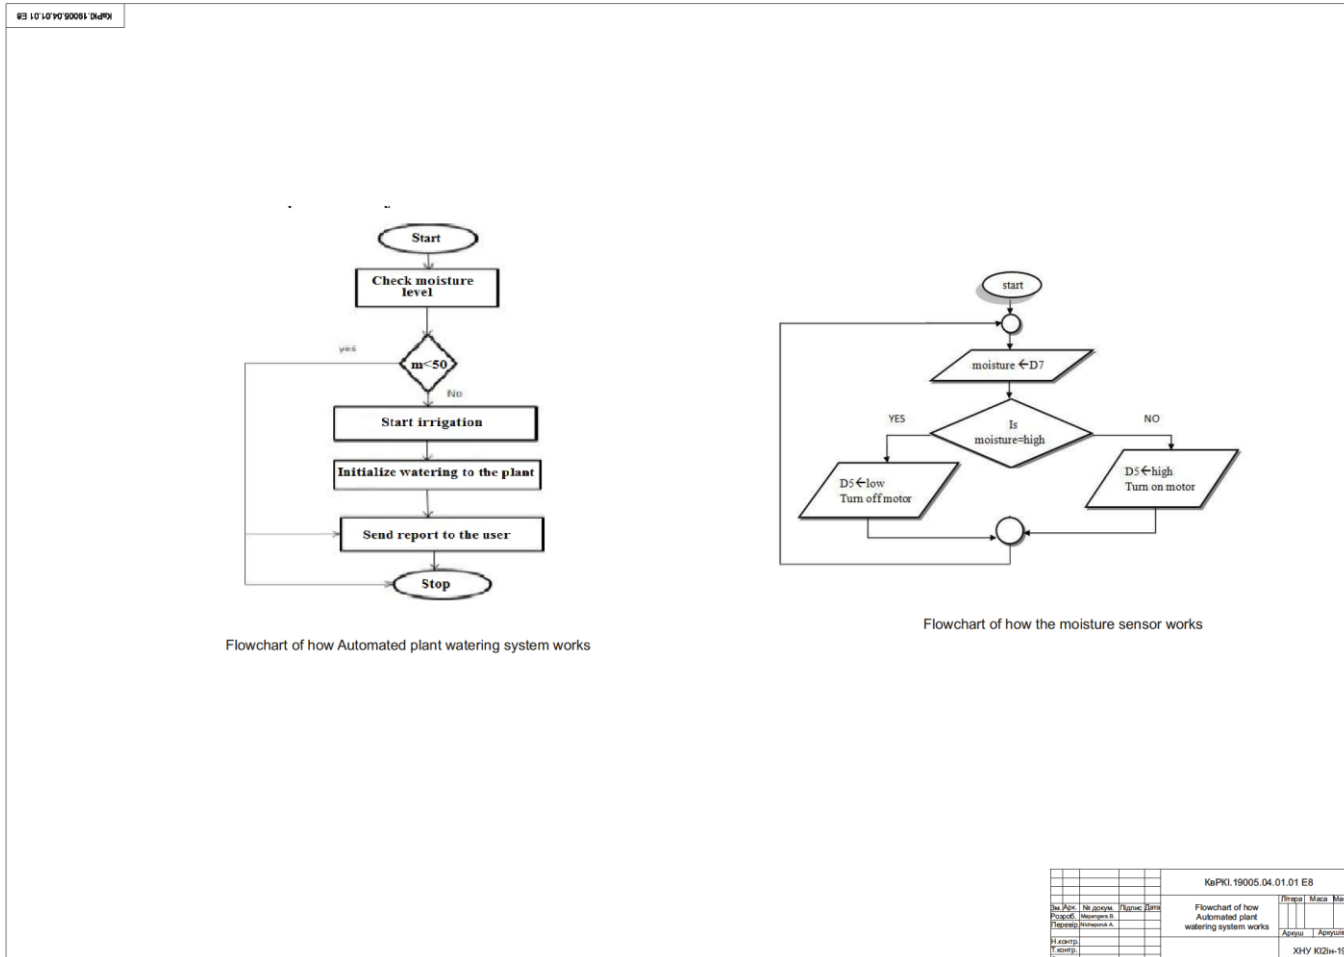 КвРКІ.19005.04.01.01 Е8
Start
Check moisture
level
yes
m<50
No
Start irrigation
Initialize watering to the plant
Send report to the user
Stop
Flowchart of how Automated plant watering system works
start
moisture ←D7
YES
Is
moisture=high
NO
D5←low
Turn off motor
D5←high
Turn on motor
Flowchart of how the moisture sensor works
КвРКІ.19005.04.01.01 Е8
Зм. Арк. № докум. Підпис Дата
Розроб.
Перевір.
Н.контр.
Т.контр.
Flowchart of how
Automated plant
watering system works
Літера Маса
Аркуш
ХНУ КІ2ін-19